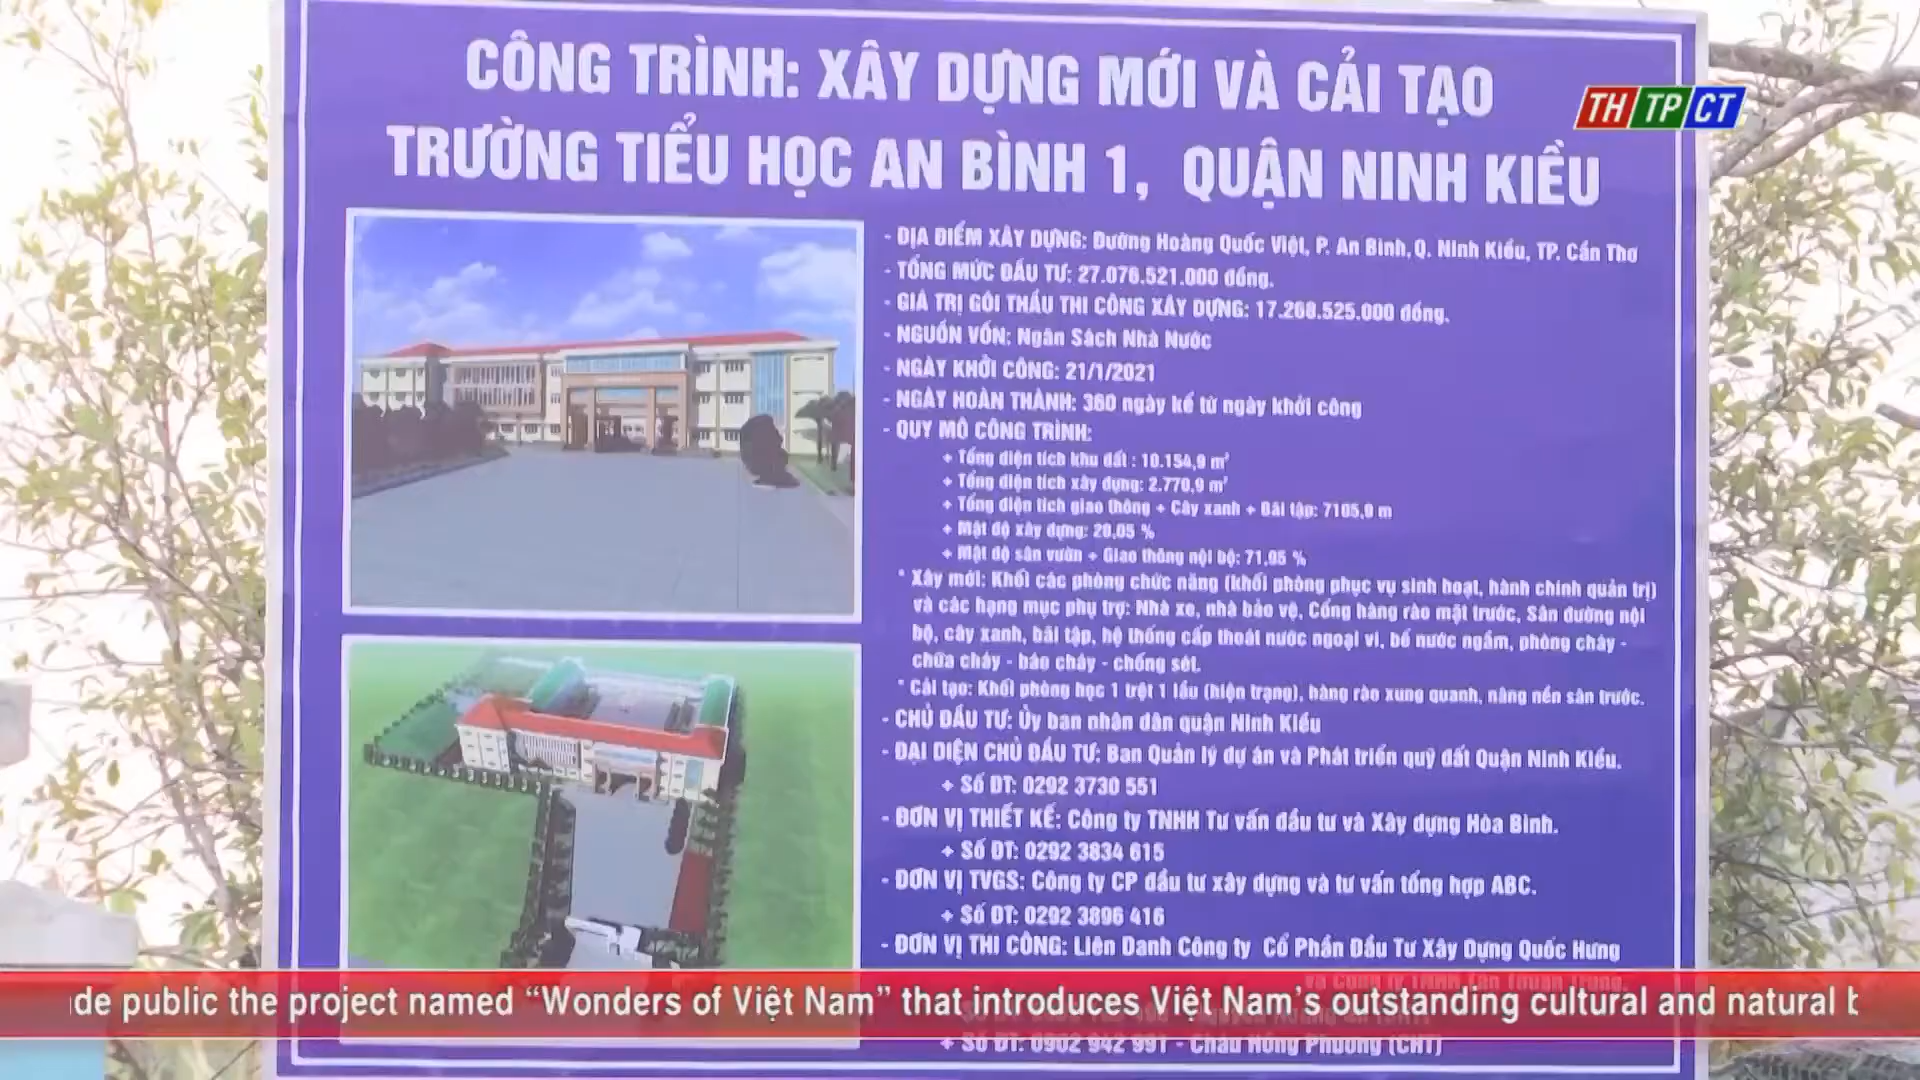 CÔNG TRÌNH: XÂY DỰNG MỚI VÀ CẢI TẠO
TRƯỜNG TIỂU HỌC AN BÌNH 1, QUẬN NINH KIỀU
TH TP CT
- ĐỊA ĐIỂM XÂY DỰNG: Đường Hoàng Quốc Việt, P. An Bình, Q. Ninh Kiều, TP. Cần Thơ
- TỔNG MỨC ĐẦU TƯ: 27.076.521.000 đồng.
- GIÁ TRỊ GÓI THẦU THI CÔNG XÂY DỰNG: 17.268.525.000 đồng.
- NGUỒN VỐN: Ngân Sách Nhà Nước
- NGÀY KHỞI CÔNG: 21/1/2021
- NGÀY HOÀN THÀNH: 360 ngày kể từ ngày khởi công
- QUY MÔ CÔNG TRÌNH:
+ Tổng diện tích khu đất : 10.154,9 m²
+ Tổng diện tích xây dựng: 2.770,9 m²
+ Tổng diện tích giao thông + Cây xanh + Bãi tập: 7105,9 m
+ Mật độ xây dựng: 28,05 %
+ Mật độ sân vườn + Giao thông nội bộ: 71,95 %
* Xây mới: Khối các phòng chức năng (khối phòng phục vụ sinh hoạt, hành chính quản trị)
và các hạng mục phụ trợ: Nhà xe, nhà bảo vệ, Cổng hàng rào mặt trước, Sân đường nội
bộ, cây xanh, bãi tập, hệ thống cấp thoát nước ngoại vi, bể nước ngầm, phòng cháy -
chữa cháy - báo cháy - chống sét.
* Cải tạo: Khối phòng học 1 trệt 1 lầu (hiện trạng), hàng rào xung quanh, nâng nền sân trước.
- CHỦ ĐẦU TƯ: Ủy ban nhân dân quận Ninh Kiều
- ĐẠI DIỆN CHỦ ĐẦU TƯ: Ban Quản lý dự án và Phát triển quỹ đất Quận Ninh Kiều.
+ Số ĐT: 0292 3730 551
- ĐƠN VỊ THIẾT KẾ: Công ty TNHH Tư vấn đầu tư và Xây dựng Hòa Bình.
+ Số ĐT: 0292 3834 615
- ĐƠN VỊ TVGS: Công ty CP đầu tư xây dựng và tư vấn tổng hợp ABC.
+ Số ĐT: 0292 3896 416
- ĐƠN VỊ THI CÔNG: Liên Danh Công ty Cổ Phần Đầu Tư Xây Dựng Quốc Hưng
de public the project named “Wonders of Việt Nam” that introduces Việt Nam’s outstanding cultural and natural
+ Số ĐT: 0902 942 991 - Châu Hồng Phương (CHT)